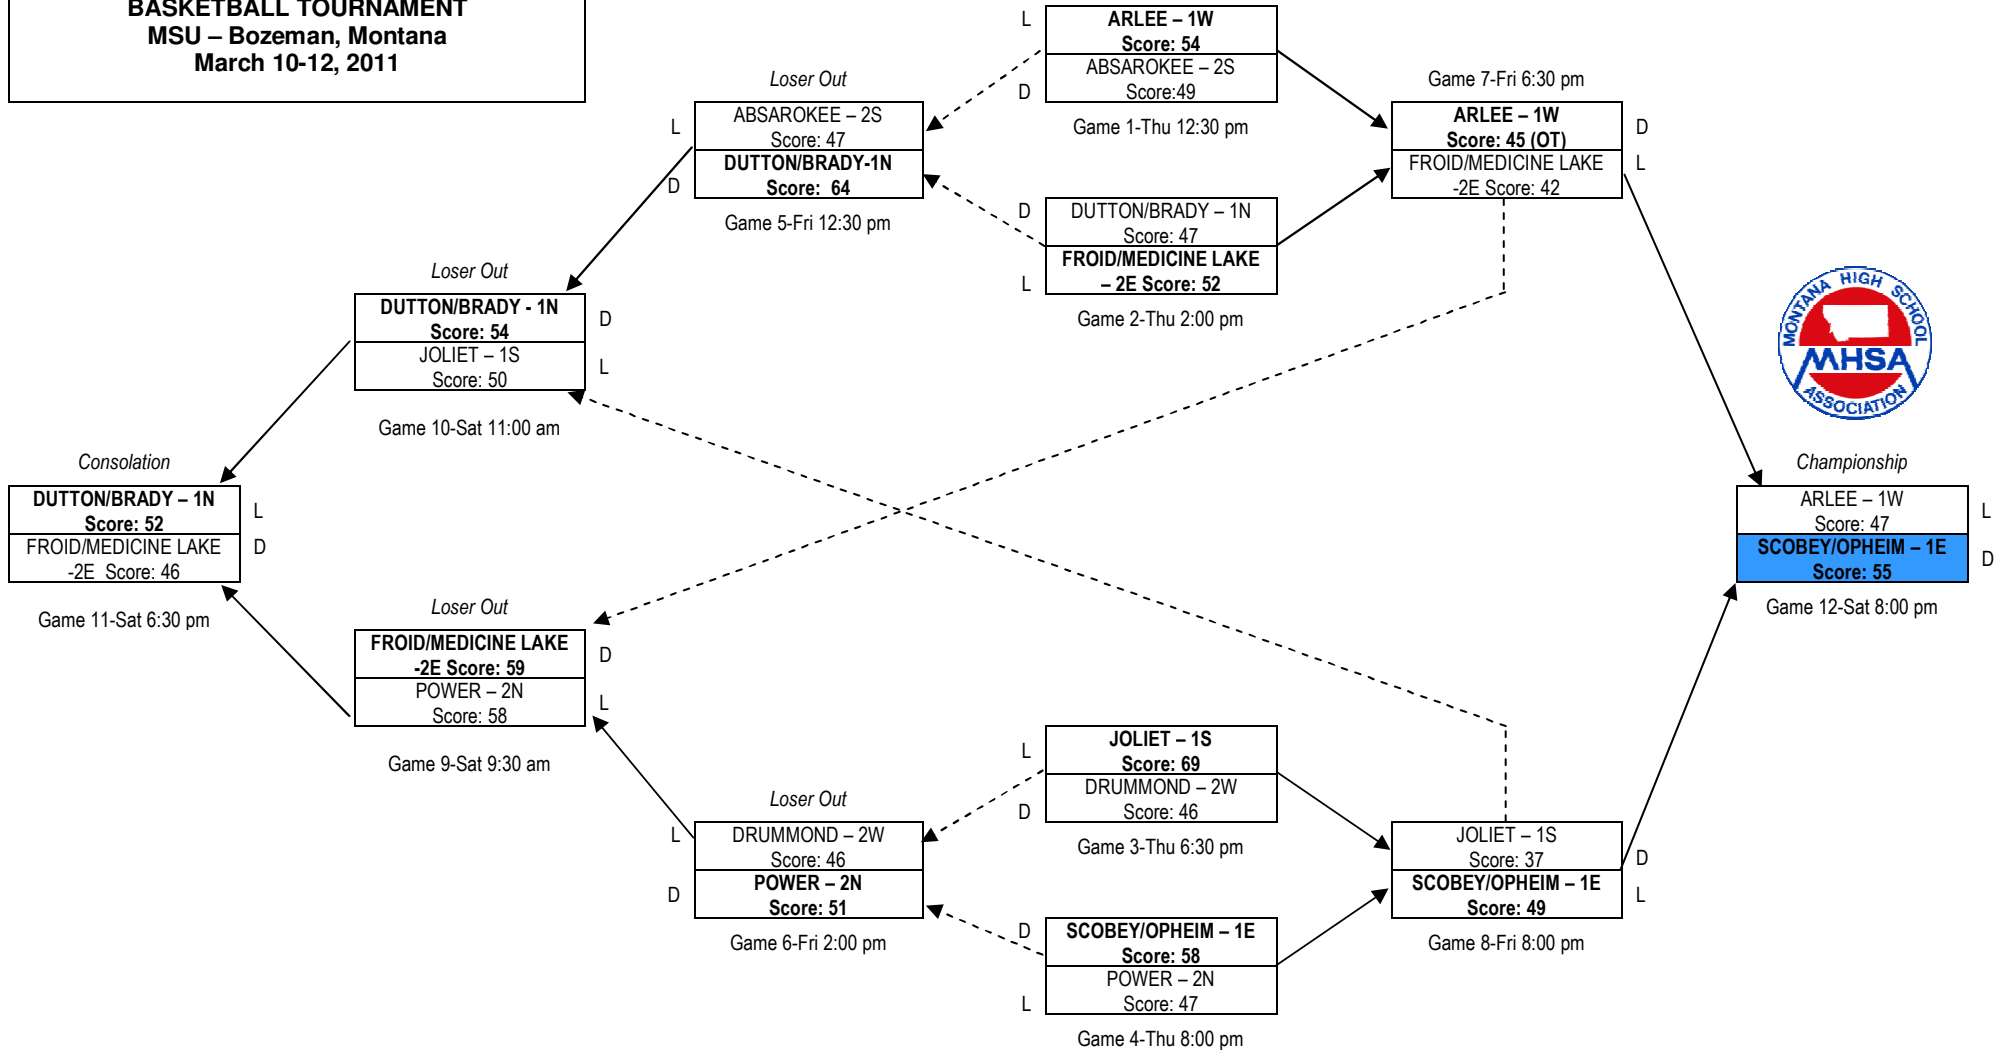 BASKETBALL TOURNAMENT
MSU – Bozeman, Montana
March 10-12, 2011
L
ARLEE – 1W
Score: 54
ABSAROKEE – 2S
Score:49
D
Game 1-Thu 12:30 pm
Loser Out
L
ABSAROKEE – 2S
Score: 47
DUTTON/BRADY-1N
Score:  64
D
Game 5-Fri 12:30 pm
Game 7-Fri 6:30 pm
ARLEE – 1W
Score: 45 (OT)
D
FROID/MEDICINE LAKE
-2E Score: 42
L
D
DUTTON/BRADY – 1N
Score: 47
FROID/MEDICINE LAKE
– 2E Score: 52
L
Game 2-Thu 2:00 pm
Loser Out
DUTTON/BRADY - 1N
Score: 54
D
JOLIET – 1S
Score: 50
L
Game 10-Sat 11:00 am
MONTANA HIGH SCHOOL
MHSA
ASSOCIATION
Consolation
DUTTON/BRADY – 1N
Score: 52
L
FROID/MEDICINE LAKE
-2E  Score: 46
D
Game 11-Sat 6:30 pm
Championship
ARLEE – 1W
Score: 47
L
SCOBEY/OPHEIM – 1E
Score: 55
D
Game 12-Sat 8:00 pm
Loser Out
FROID/MEDICINE LAKE
-2E Score: 59
D
POWER – 2N
Score: 58
L
Game 9-Sat 9:30 am
L
JOLIET – 1S
Score: 69
DRUMMOND – 2W
Score: 46
D
Game 3-Thu 6:30 pm
Loser Out
L
DRUMMOND – 2W
Score: 46
POWER – 2N
Score: 51
D
Game 6-Fri 2:00 pm
JOLIET – 1S
Score: 37
D
SCOBEY/OPHEIM – 1E
Score: 49
L
Game 8-Fri 8:00 pm
D
SCOBEY/OPHEIM – 1E
Score: 58
POWER – 2N
Score: 47
L
Game 4-Thu 8:00 pm